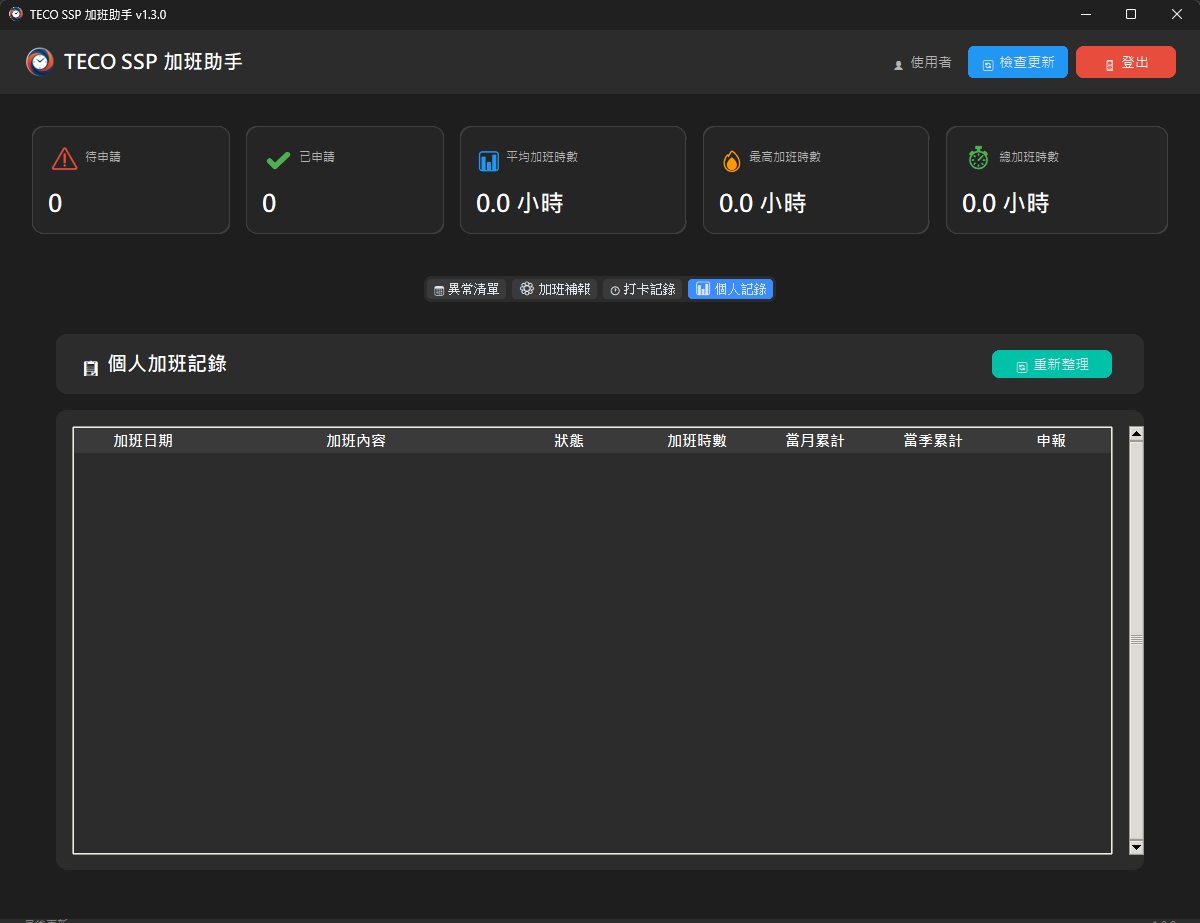 TECO SSP 加班助手 v1.3.0
TECO SSP 加班助手
使用者
檢查更新
登出
待申請
0
已申請
0
平均加班時數
0.0 小時
最高加班時數
0.0 小時
總加班時數
0.0 小時
異常清單
加班補報
打卡記錄
個人記錄
個人加班記錄
重新整理
加班日期 加班內容 狀態 加班時數 當月累計 當季累計 申報